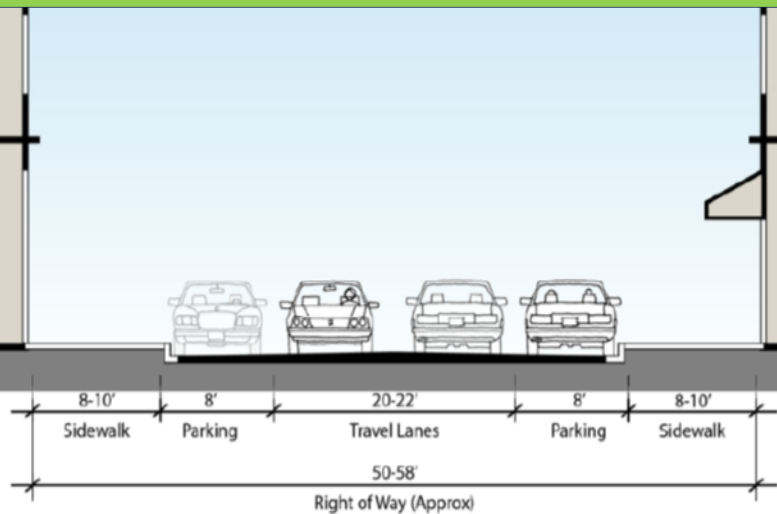 8-10' 8' 20-22' 8' 8-10'
Sidewalk Parking Travel Lanes Parking Sidewalk
50-58'
Right of Way (Approx)